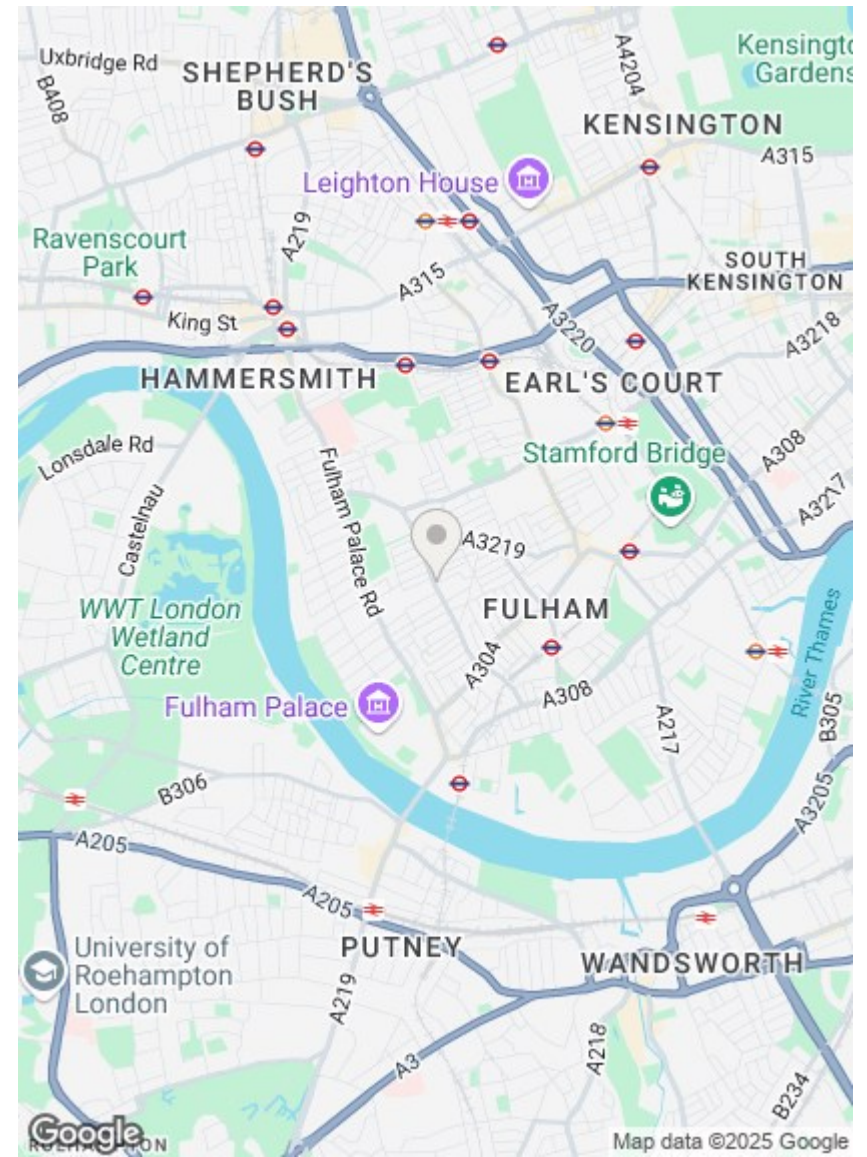 Uxbridge Rd
B408
SHEPHERD'S
BUSH
A4204
Kensingto
Gardens
KENSINGTON
A315
Leighton House
A219
Ravenscourt
Park
A315
SOUTH
KENSINGTON
King St
A3220
A3218
HAMMERSMITH
EARL'S COURT
Lonsdale Rd
Castelnau
Fulham Palace Rd
Stamford Bridge
A308
A3217
A3219
WWT London
Wetland
Centre
FULHAM
A304
River Thames
Fulham Palace
A308
A217
B305
B306
A3205
A205
A205
PUTNEY
WANDSWORTH
University of
Roehampton
London
A219
A3
A218
B234
Google
Map data ©2025 Google